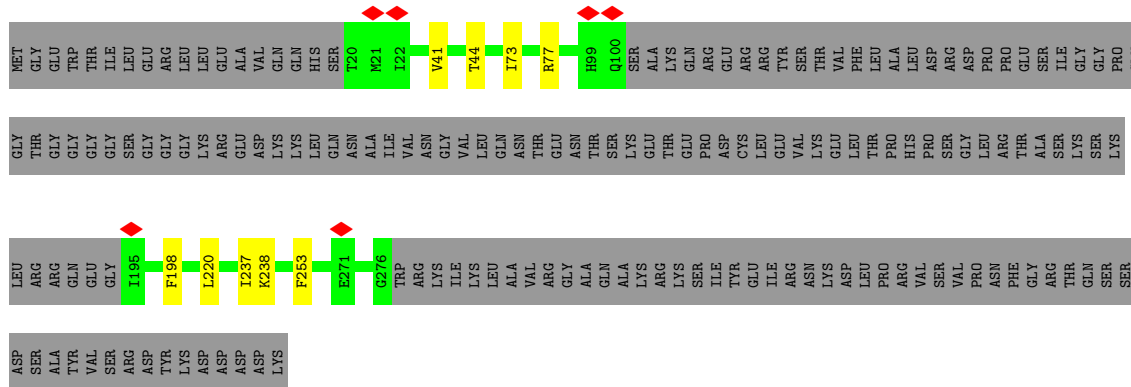 MET GLY GLU TRP THR ILE LEU GLU ARG LEU LEU GLU ALA VAL GLN GLN HIS SER T20 M21 I22 V41 T44 I73 R77 H99 Q100 SER ALA LYS GLN ARG GLU ARG ARG TYR SER THR VAL PHE LEU ALA LEU ASP ARG ASP PRO PRO GLU SER ILE GLY GLY PRO
GLY THR GLY GLY GLY GLY SER GLY GLY GLY LYS ARG GLU ASP LYS LYS LEU GLN ASN ALA ILE VAL ASN GLY VAL LEU GLN ASN THR GLU ASN THR SER LYS GLU THR GLU PRO ASP CYS LEU GLU VAL LYS GLU LEU THR PRO HIS PRO SER GLY LEU ARG THR ALA SER LYS SER LYS
LEU ARG ARG GLN GLU GLY I195 F198 L220 I237 K238 F253 E271 G276 TRP ARG LYS ILE LYS LEU ALA VAL ARG GLY ALA GLN ALA LYS ARG LYS SER ILE TYR GLU ILE ARG ASN LYS ASP LEU PRO ARG VAL SER VAL PRO ASN PHE GLY ARG THR GLN SER SER
ASP SER ALA TYR VAL SER ARG ASP TYR LYS ASP ASP ASP ASP LYS